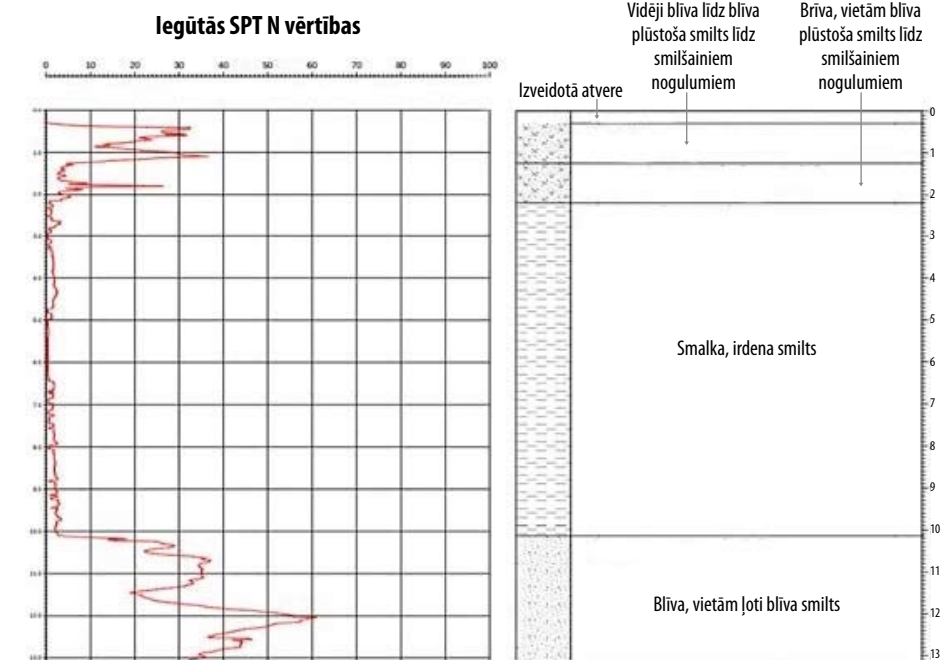 Iegūtās SPT N vērtības
0 10 20 30 40 50 60 70 80 90 100
Izveidotā atvere
Vidēji blīva līdz blīva
plūstoša smilts līdz
smilšainiem
nogulumiem
Brīva, vietām blīva
plūstoša smilts līdz
smilšainiem
nogulumiem
0
1
2
3
4
5
6
7
8
9
10
11
12
13
Smalka, irdena smilts
Blīva, vietām ļoti blīva smilts